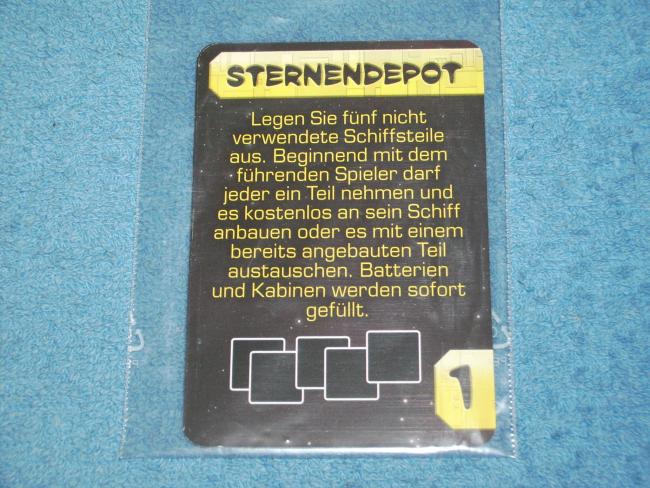 STERNENDEPOT
Legen Sie fünf nicht
verwendete Schiffsteile
aus. Beginnend mit dem
führenden Spieler darf
jeder ein Teil nehmen und
es kostenlos an sein Schiff
anbauen oder es mit einem
bereits angebauten Teil
austauschen. Batterien
und Kabinen werden sofort
gefüllt.
1